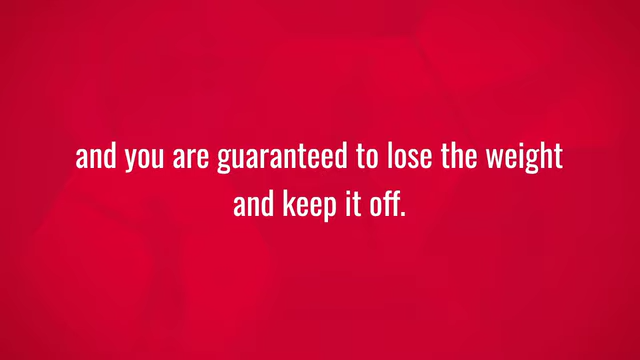 and you are guaranteed to lose the weight
and keep it off.